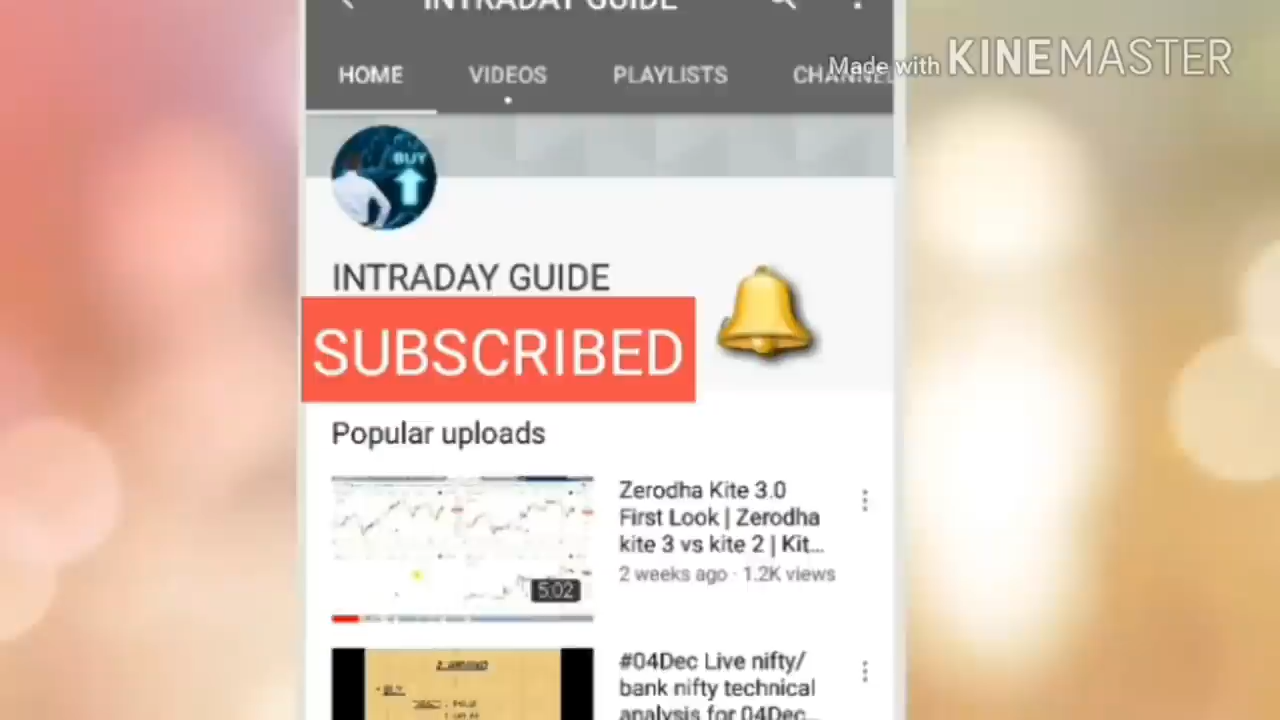 INTRADAY GUIDE
Made with KINEMASTER
HOME VIDEOS PLAYLISTS CHANNEL
BUY
INTRADAY GUIDE
SUBSCRIBED
Popular uploads
Zerodha Kite 3.0
First Look | Zerodha
kite 3 vs kite 2 | Kit...
2 weeks ago · 1.2K views
5:02
#04Dec Live nifty/
bank nifty technical
analysis for 04Dec...
BUY